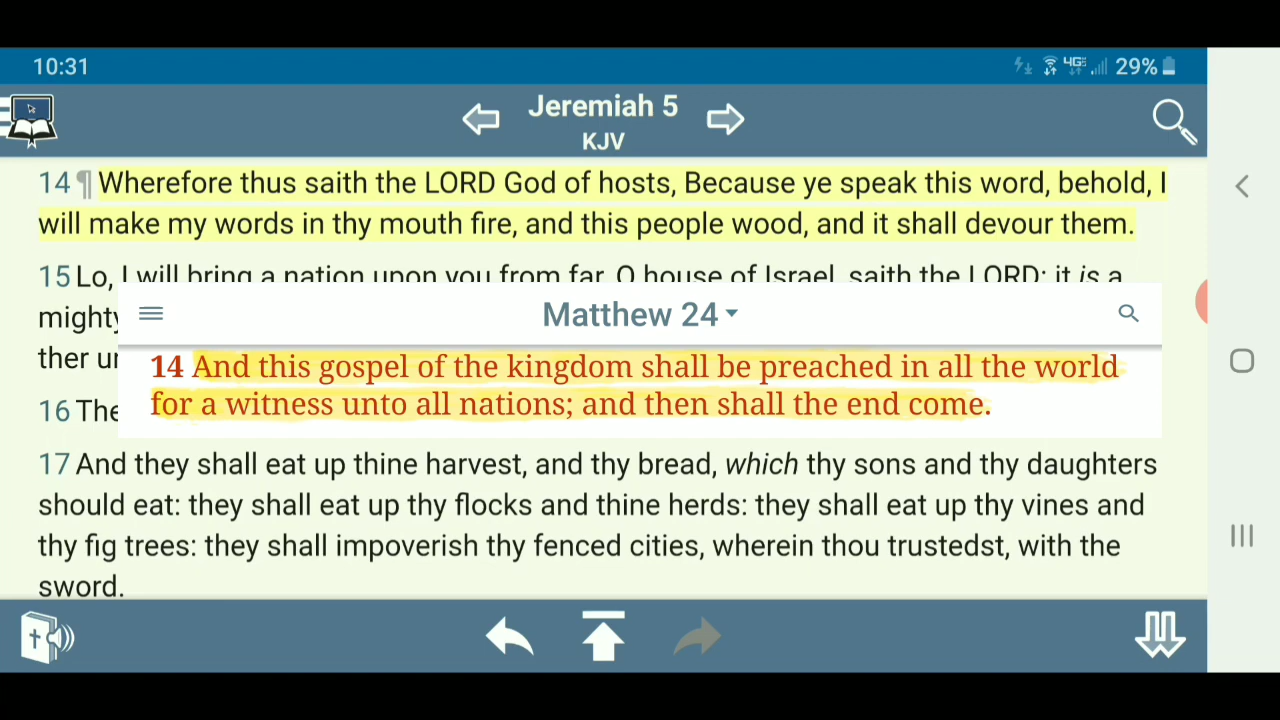 10:31
4GE 29%
Jeremiah 5
KJV
14 ¶ Wherefore thus saith the LORD God of hosts, Because ye speak this word, behold, I
will make my words in thy mouth fire, and this people wood, and it shall devour them.
15 Lo, I will bring a nation upon you from far, O house of Israel, saith the LORD: it is a
mighty
ther
Matthew 24
14 And this gospel of the kingdom shall be preached in all the world
for a witness unto all nations; and then shall the end come.
16 The
17 And they shall eat up thine harvest, and thy bread, which thy sons and thy daughters
should eat: they shall eat up thy flocks and thine herds: they shall eat up thy vines and
thy fig trees: they shall impoverish thy fenced cities, wherein thou trustedst, with the
sword.